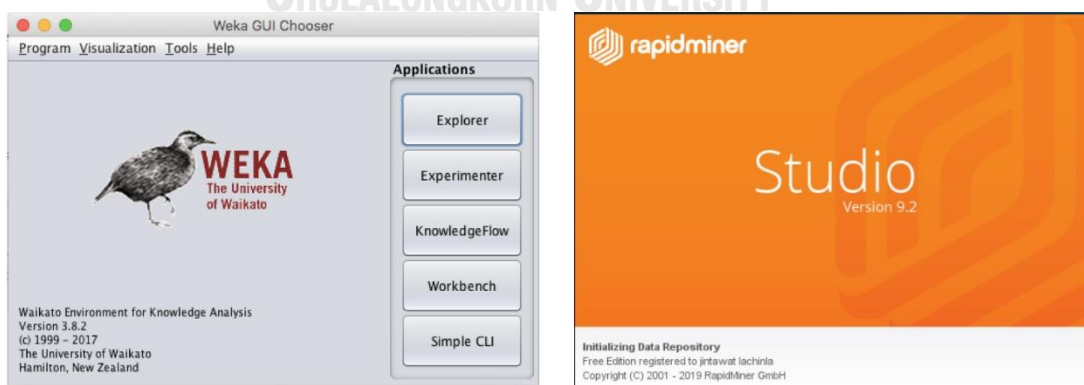 CHULALONGKORN UNIVERSITY
Weka GUI Chooser
Program Visualization Tools Help
Applications
Explorer
Experimenter
KnowledgeFlow
Workbench
Simple CLI
WEKA
The University
of Waikato
Waikato Environment for Knowledge Analysis
Version 3.8.2
(c) 1999 - 2017
The University of Waikato
Hamilton, New Zealand
rapidminer
Studio
Version 9.2
Initializing Data Repository
Free Edition registered to jintawat lachinla
Copyright (C) 2001 - 2019 RapidMiner GmbH